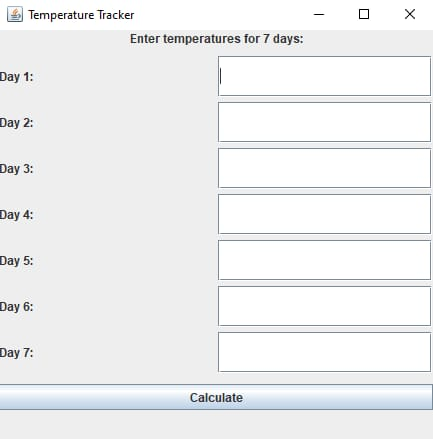 Temperature Tracker
Enter temperatures for 7 days:
Day 1:
Day 2:
Day 3:
Day 4:
Day 5:
Day 6:
Day 7:
Calculate